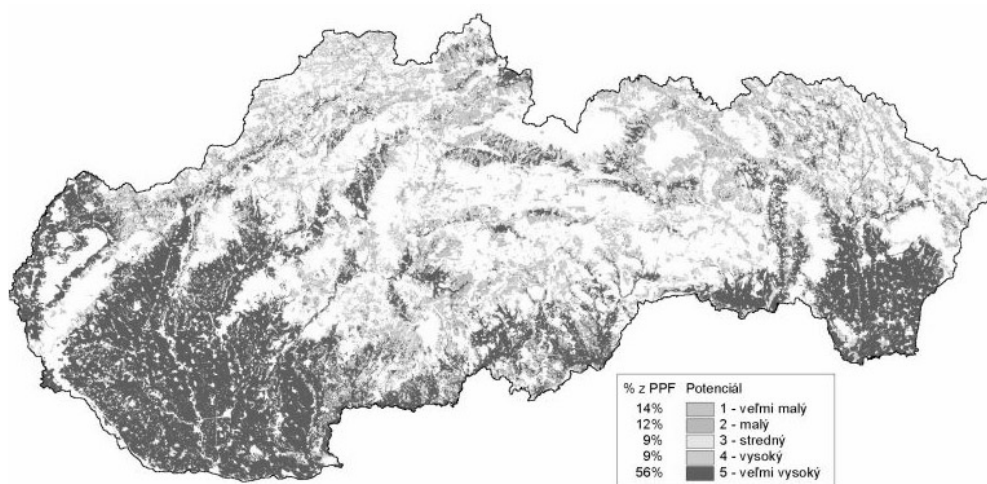 % z PPF Potenciál
14% 1 - veľmi malý
12% 2 - malý
9% 3 - stredný
9% 4 - vysoký
56% 5 - veľmi vysoký